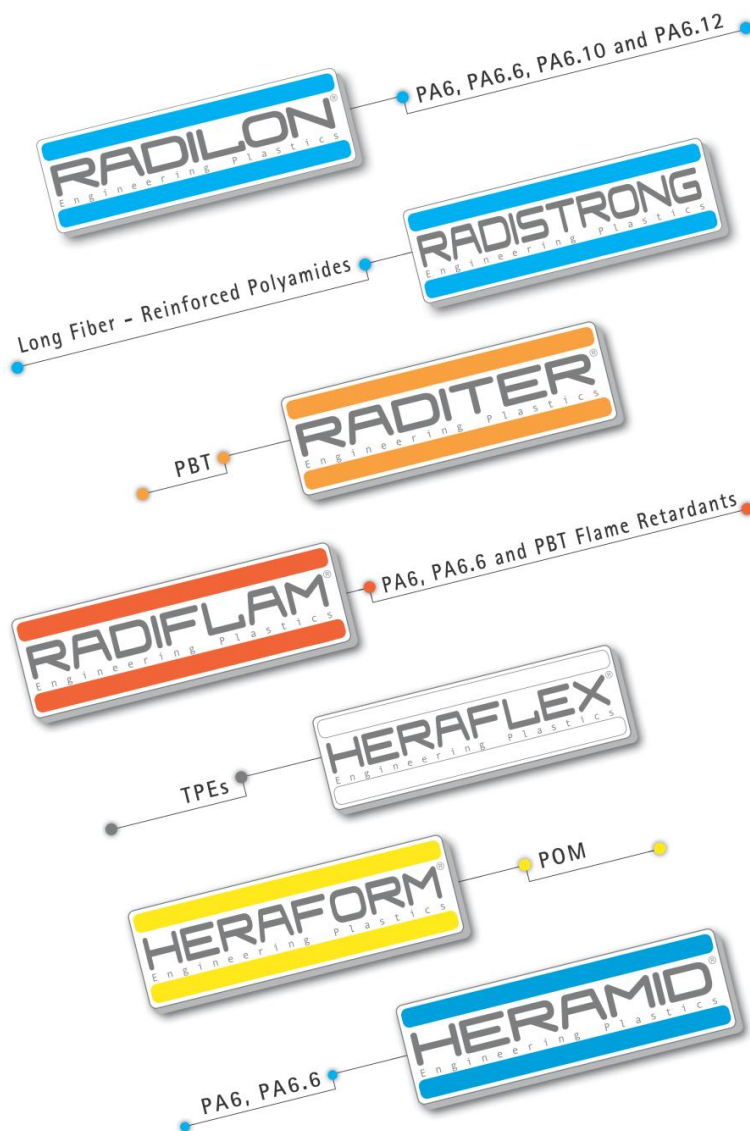 PA6, PA6.6, PA6.10 and PA6.12
RADILON®
Engineering Plastics
RADISTRONG
Engineering Plastics
Long Fiber - Reinforced Polyamides
RADITER®
Engineering Plastics
PBT
PA6, PA6.6 and PBT Flame Retardants
RADIFLAM®
Engineering Plastics
HERAFLEX®
Engineering Plastics
TPEs
HERAFORM®
Engineering Plastics
POM
HERAMID®
Engineering Plastics
PA6, PA6.6